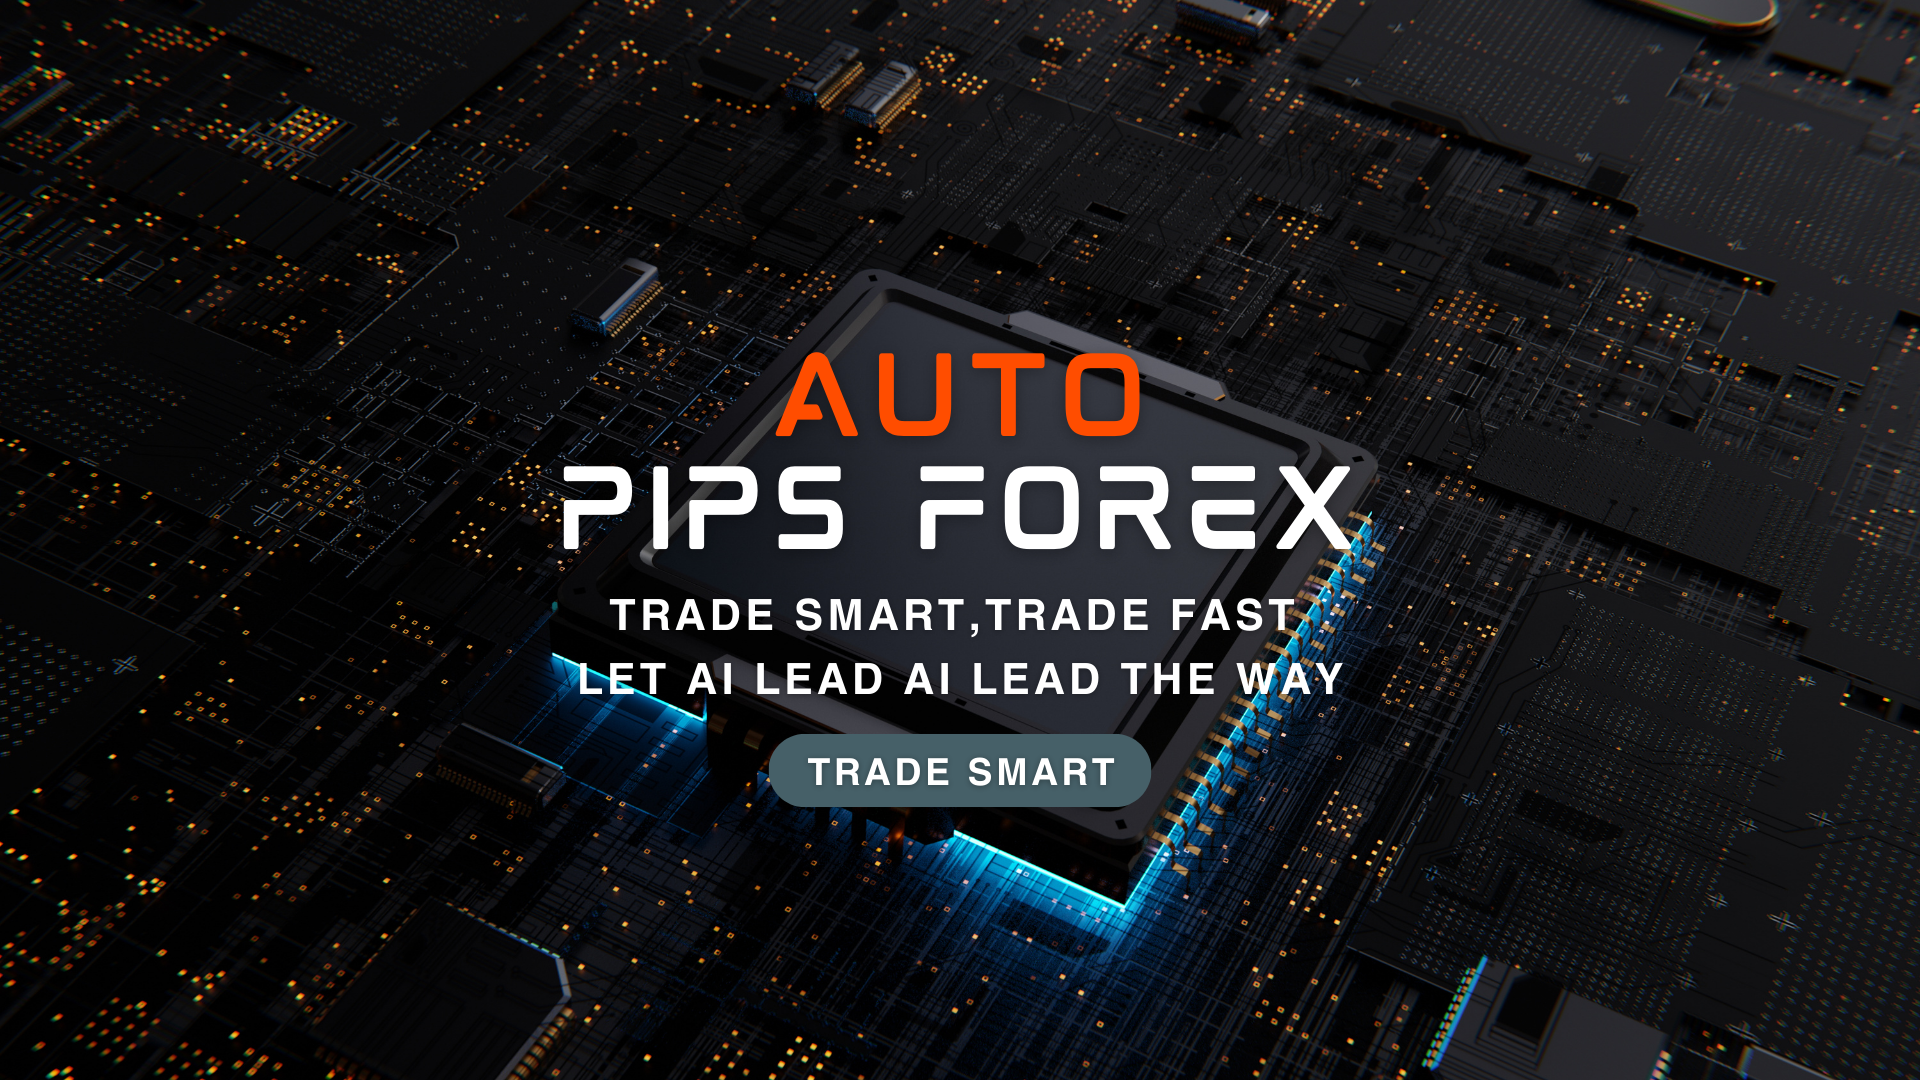 AUTO
PIPS FOREX
TRADE SMART,TRADE FAST
LET AI LEAD AI LEAD THE WAY
TRADE SMART